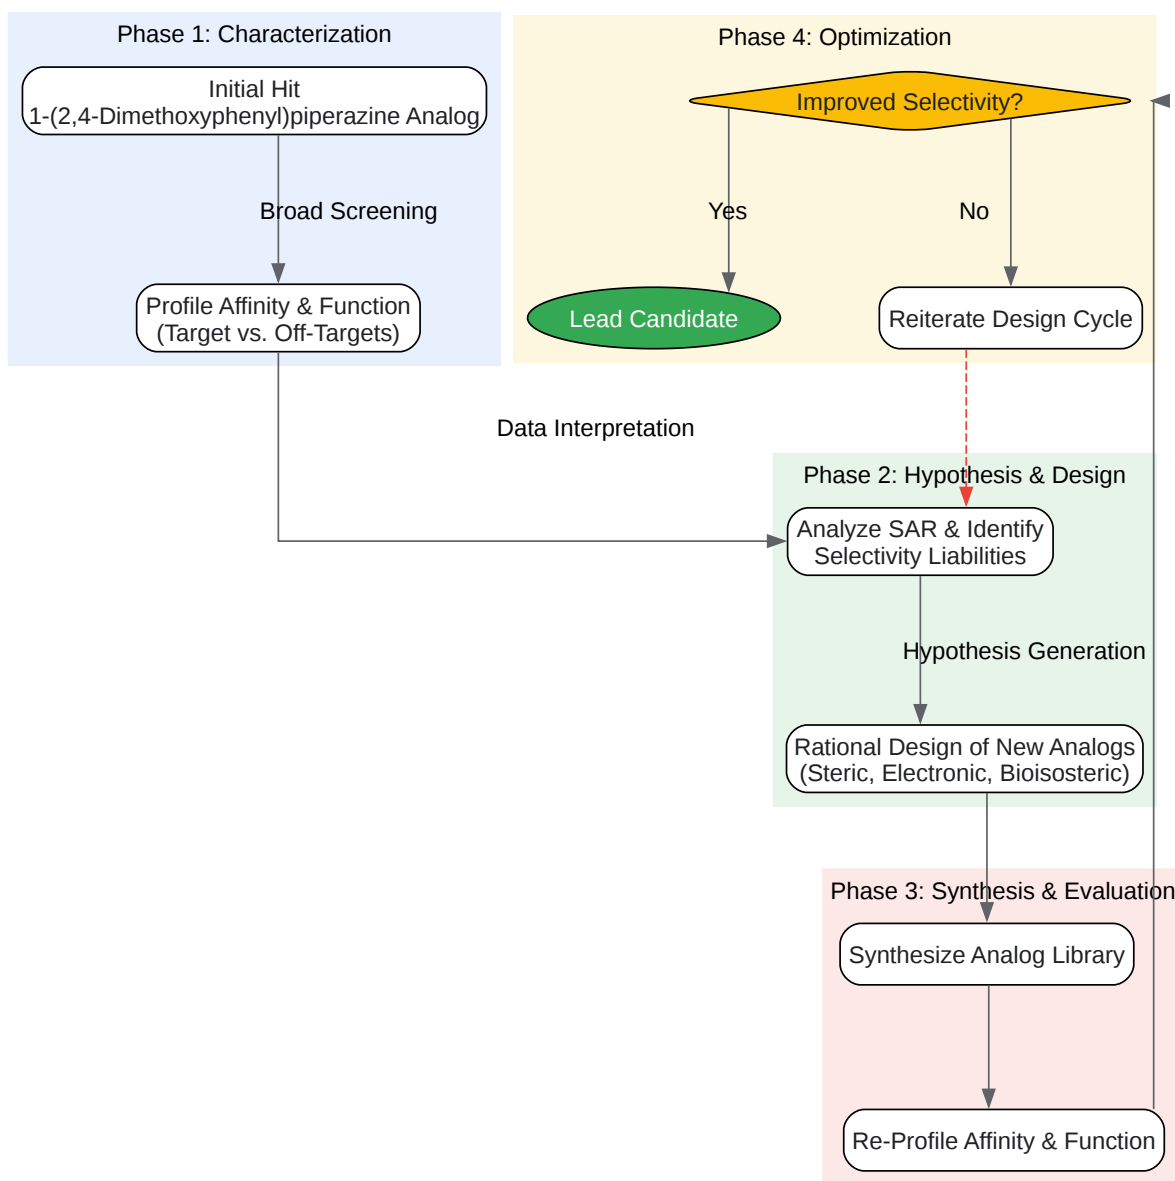 Phase 1: Characterization
Initial Hit
1-(2,4-Dimethoxyphenyl)piperazine Analog
Broad Screening
Profile Affinity & Function
(Target vs. Off-Targets)
Phase 4: Optimization
Improved Selectivity?
Yes
No
Lead Candidate
Reiterate Design Cycle
Data Interpretation
Phase 2: Hypothesis & Design
Analyze SAR & Identify
Selectivity Liabilities
Hypothesis Generation
Rational Design of New Analogs
(Steric, Electronic, Bioisosteric)
Phase 3: Synthesis & Evaluation
Synthesize Analog Library
Re-Profile Affinity & Function